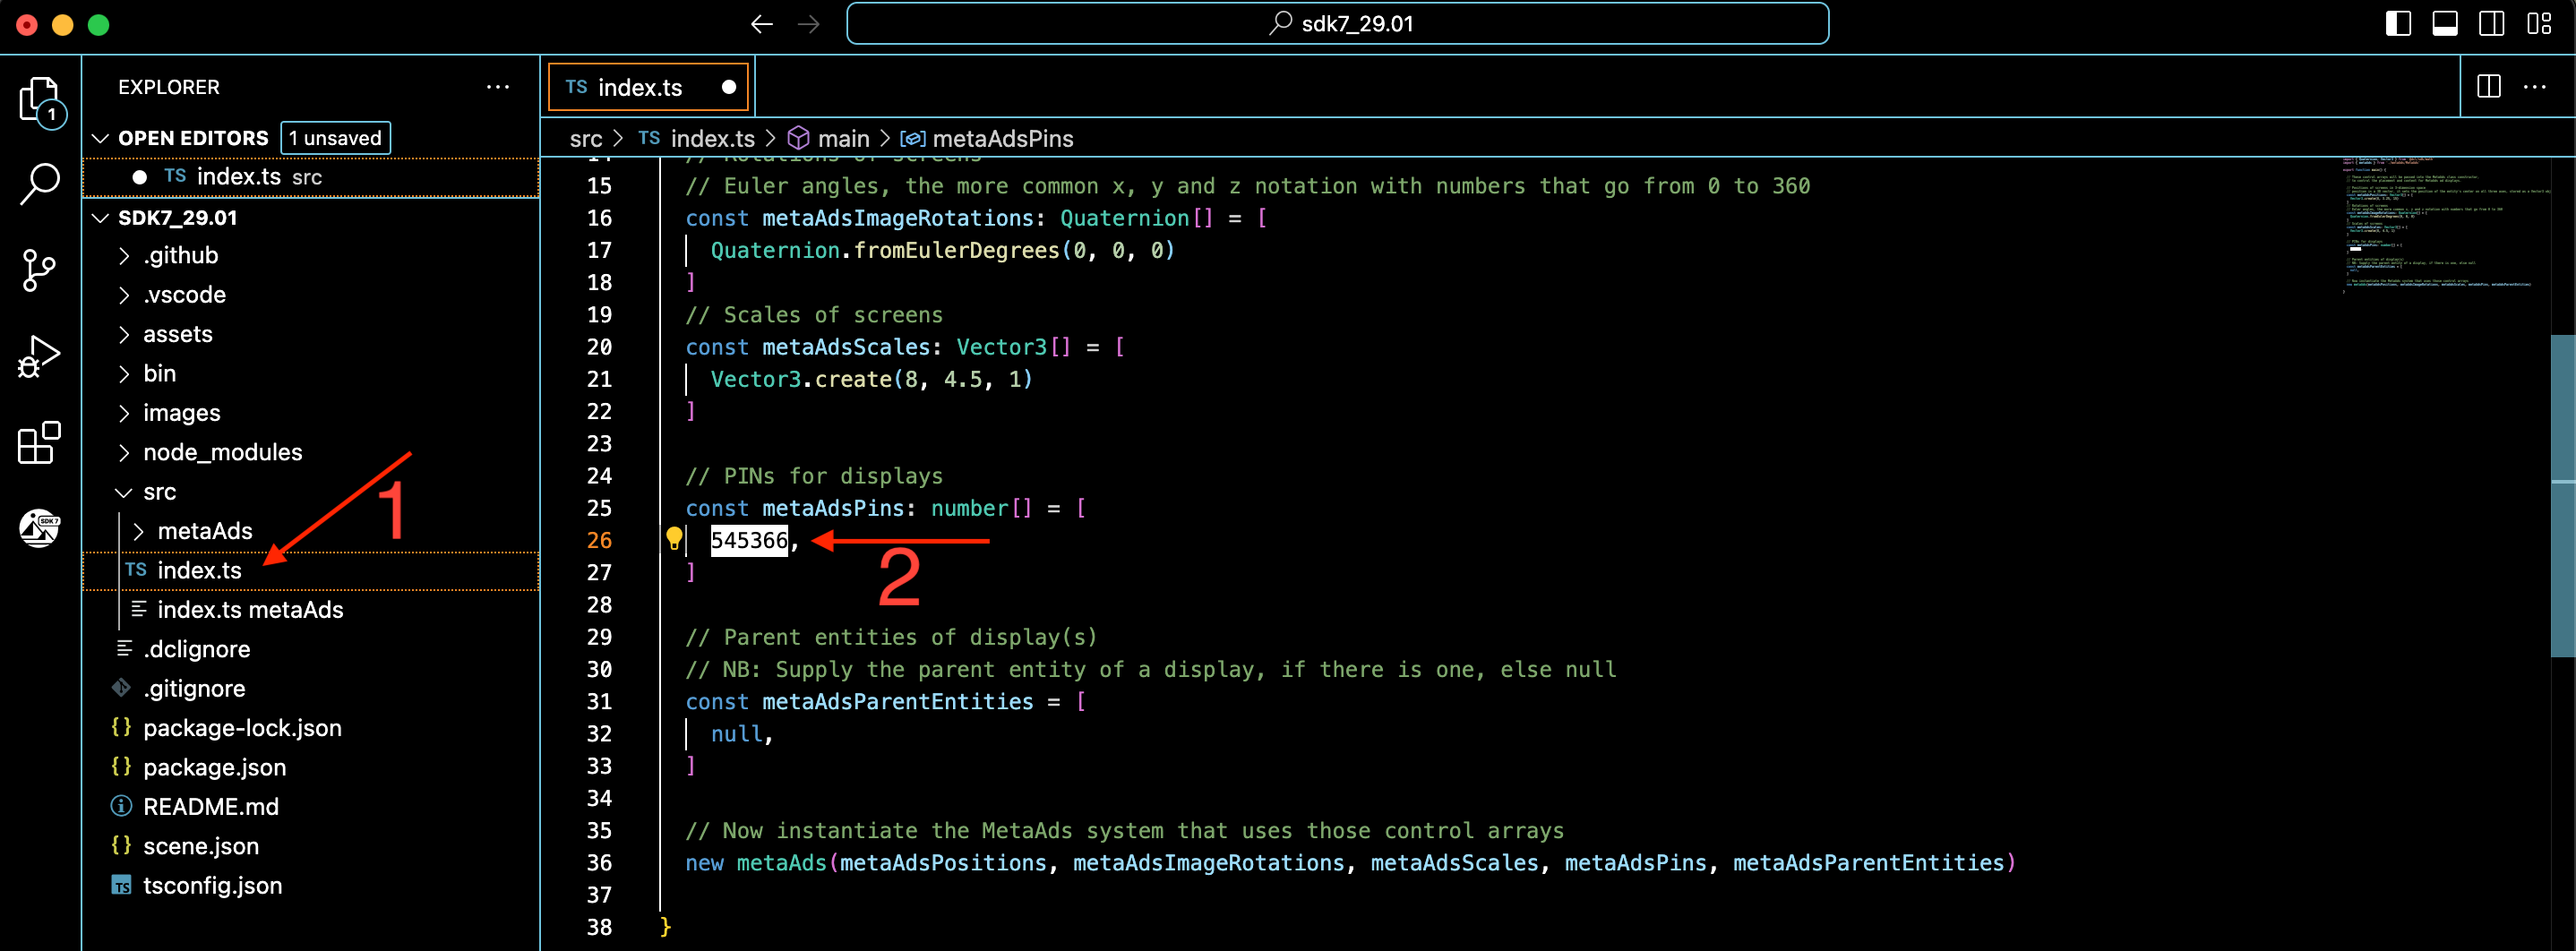 sdk7_29.01
1
EXPLORER
OPEN EDITORS 1 unsaved
TS index.ts src
SDK7_29.01
.github
.vscode
assets
bin
images
node_modules
src
metaAds
TS index.ts
index.ts metaAds
.dclignore
.gitignore
{} package-lock.json
{} package.json
README.md
{} scene.json
TS tsconfig.json
SDK 7
1
TS index.ts
src > TS index.ts > main > metaAdsPins
14 // Rotations of screens
15 // Euler angles, the more common x, y and z notation with numbers that go from 0 to 360
16 const metaAdsImageRotations: Quaternion[] = [
17 Quaternion.fromEulerDegrees(0, 0, 0)
18 ]
19 // Scales of screens
20 const metaAdsScales: Vector3[] = [
21 Vector3.create(8, 4.5, 1)
22 ]
23
24 // PINs for displays
25 const metaAdsPins: number[] = [
26 545366,
27 ]
28
29 // Parent entities of display(s)
30 // NB: Supply the parent entity of a display, if there is one, else null
31 const metaAdsParentEntities = [
32 null,
33 ]
34
35 // Now instantiate the MetaAds system that uses those control arrays
36 new metaAds(metaAdsPositions, metaAdsImageRotations, metaAdsScales, metaAdsPins, metaAdsParentEntities)
37
38 }
2